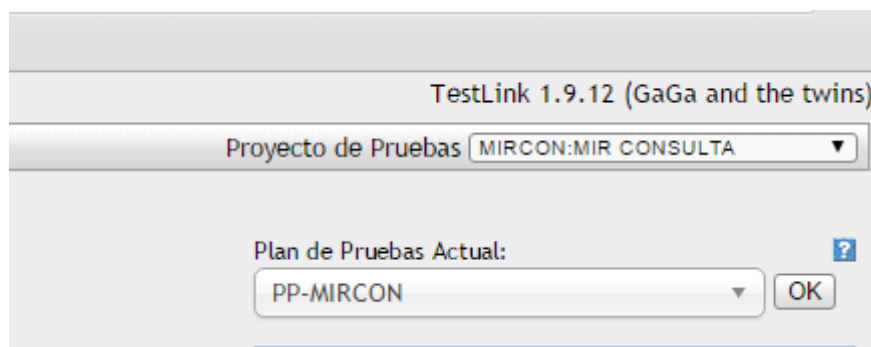 TestLink 1.9.12 (GaGa and the twins)
Proyecto de Pruebas MIRCON:MIR CONSULTA
Plan de Pruebas Actual:
?
PP-MIRCON OK